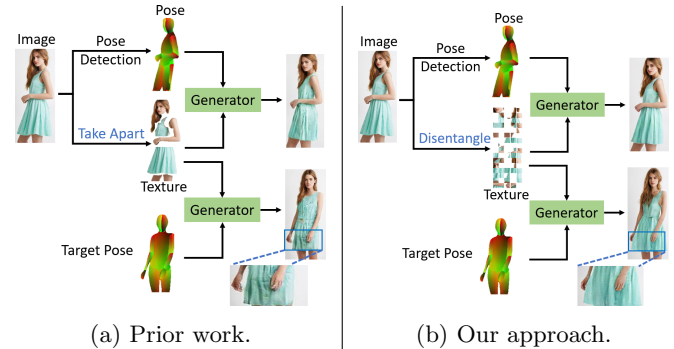 Pose
Image
Pose
Detection
Generator
Take Apart
Texture
Generator
Target Pose
(a) Prior work.
Pose
Image
Pose
Detection
Generator
Disentangle
Texture
Generator
Target Pose
(b) Our approach.